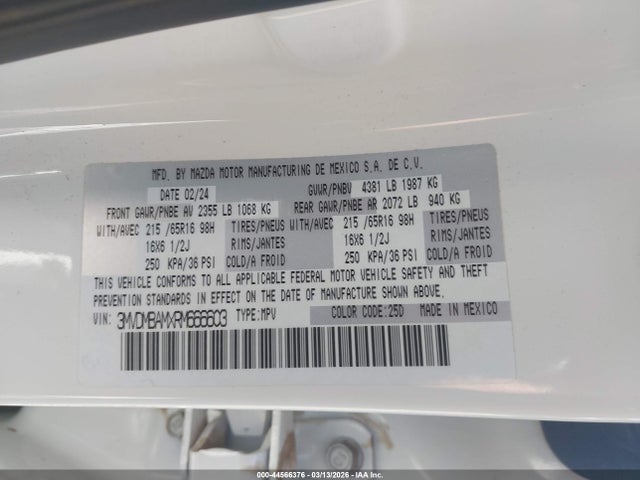 MFD. BY MAZDA MOTOR MANUFACTURING DE MEXICO S.A. DE C.V.
DATE 02/24 GVWR/PNBV 4381 LB 1987 KG
FRONT GAWR/PNBE AV 2355 LB 1068 KG REAR GAWR/PNBE AR 2072 LB 940 KG
WITH/AVEC 215 /65R16 98H TIRES/PNEU WITH/AVEC 215 /65R16 98H TIRES/PNEU
16X6 1/2J RIMS/JANTES 16X6 1/2J RIMS/JANTES
250 KPA/36 PSI COLD/A FROID 250 KPA/36 PSI COLD/A FROID
THIS VEHICLE CONFORMS TO ALL APPLICABLE FEDERAL MOTOR VEHICLE SAFETY AND THEFT
PREVENTION STANDARDS IN EFFECT ON THE DATE OF MANUFACTURE SHOWN ABOVE.
VIN: 3MVDMBAMXRM666603 TYPE:MPV COLOR CODE:25D MADE IN MEXICO
000-44566376 | 03/13/2026 | IAAI.COM